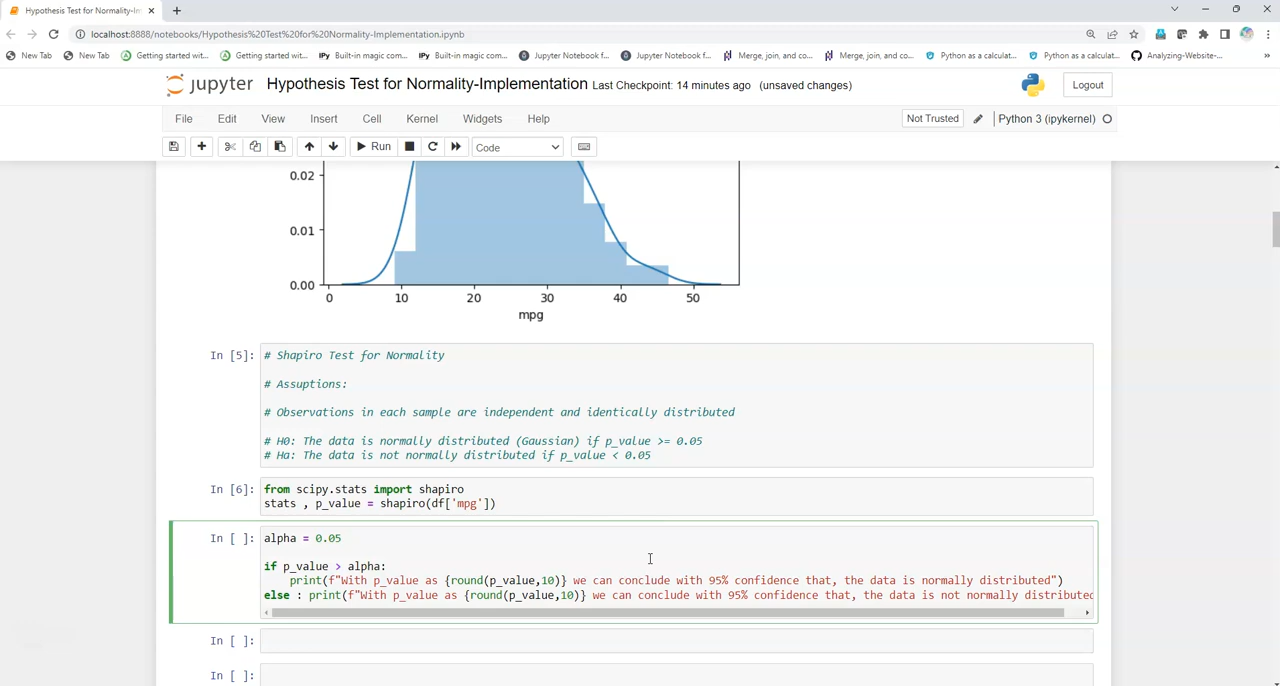 Hypothesis Test for Normality-Im
localhost:8888/notebooks/Hypothesis%20Test%20for%20Normality-Implementation.ipynb
New Tab New Tab Getting started wit... Getting started wit... IPy Built-in magic com... IPy Built-in magic com... Jupyter Notebook f... Jupyter Notebook f... Merge, join, and co... Merge, join, and co... Python as a calculat... Python as a calculat... Analyzing-Website-... »
jupyter Hypothesis Test for Normality-Implementation Last Checkpoint: 14 minutes ago (unsaved changes) Logout
File Edit View Insert Cell Kernel Widgets Help Not Trusted Python 3 (ipykernel)
Run Code
0.02
0.01
0.00
0 10 20 30 40 50
mpg
In [5]: # Shapiro Test for Normality
# Assuptions:
# Observations in each sample are independent and identically distributed
# H0: The data is normally distributed (Gaussian) if p_value >= 0.05
# Ha: The data is not normally distributed if p_value < 0.05
In [6]: from scipy.stats import shapiro
stats , p_value = shapiro(df['mpg'])
In [ ]: alpha = 0.05
if p_value > alpha:
print(f"With p_value as {round(p_value,10)} we can conclude with 95% confidence that, the data is normally distributed")
else : print(f"With p_value as {round(p_value,10)} we can conclude with 95% confidence that, the data is not normally distributed
In [ ]:
In [ ]: